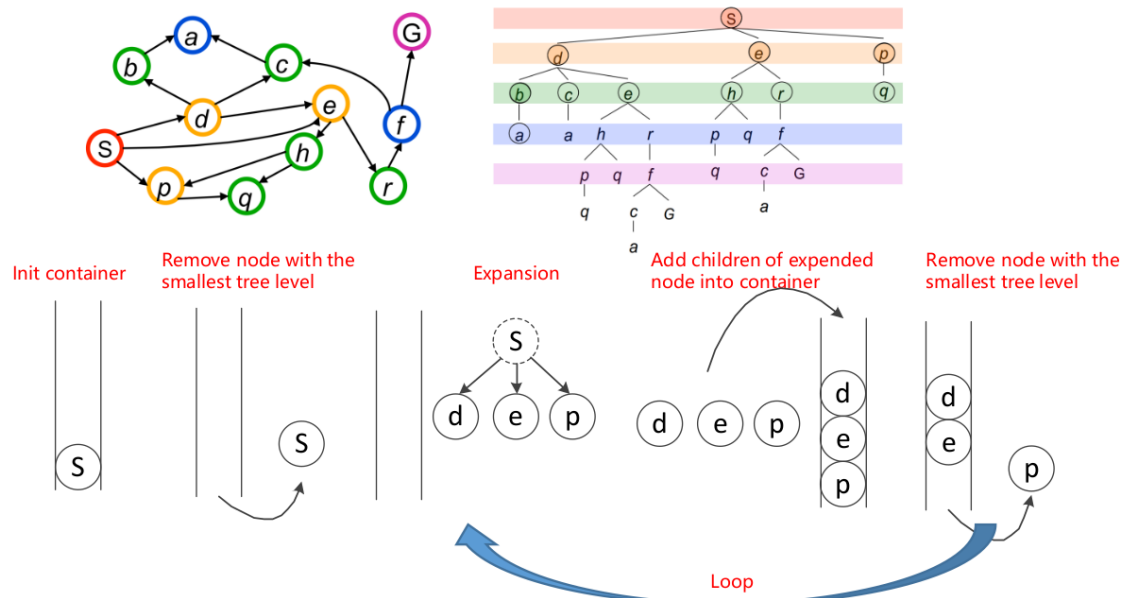 a
G
b
c
d
e
f
S
h
p
q
r
S
d e p
b c e h r q
a a h r p q f
p q f q c G
q c G a
a
Init container
Remove node with the
smallest tree level
Expansion
Add children of expended
node into container
Remove node with the
smallest tree level
S
S
S
d e p
d e p
d
e
p
d
e
p
Loop